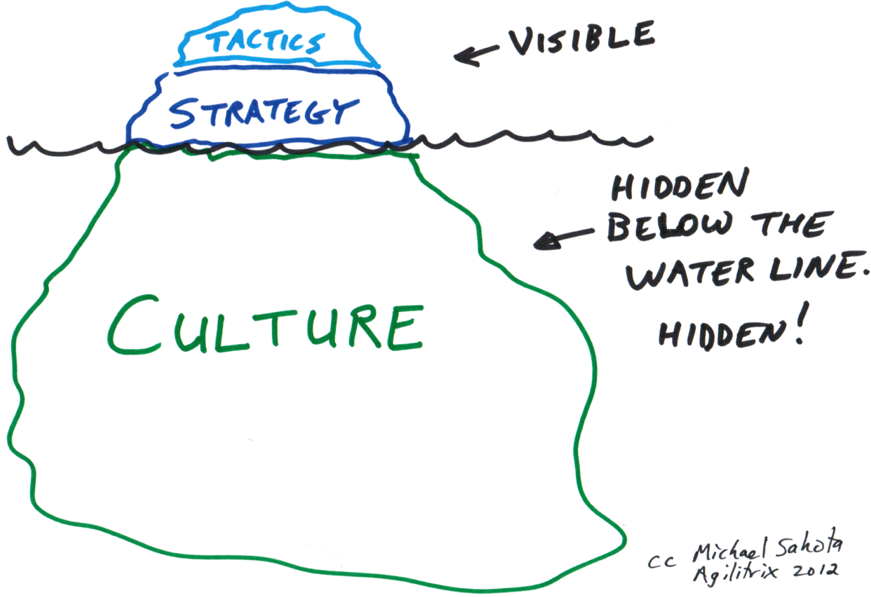 TACTICS
← VISIBLE
STRATEGY
HIDDEN
← BELOW THE
WATER LINE.
HIDDEN!
CULTURE
cc Michael Sahota
Agilitrix 2012